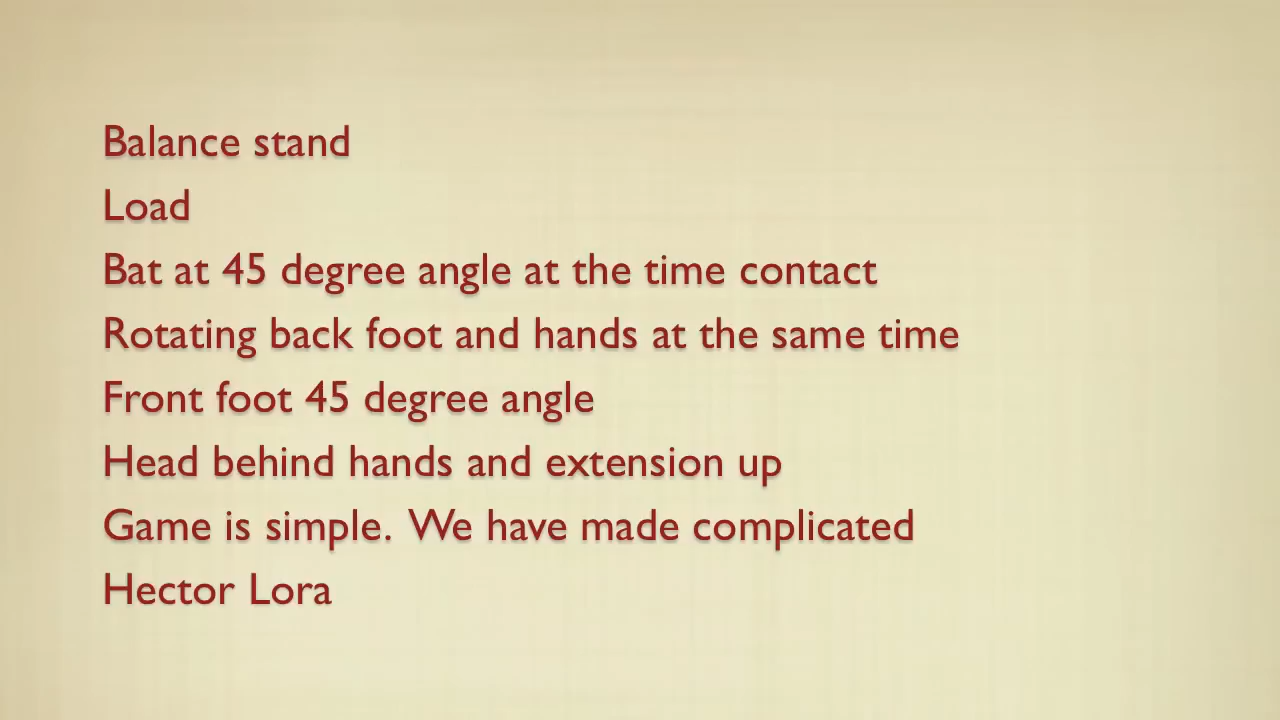 Balance stand
Load
Bat at 45 degree angle at the time contact
Rotating back foot and hands at the same time
Front foot 45 degree angle
Head behind hands and extension up
Game is simple.  We have made complicated
Hector Lora